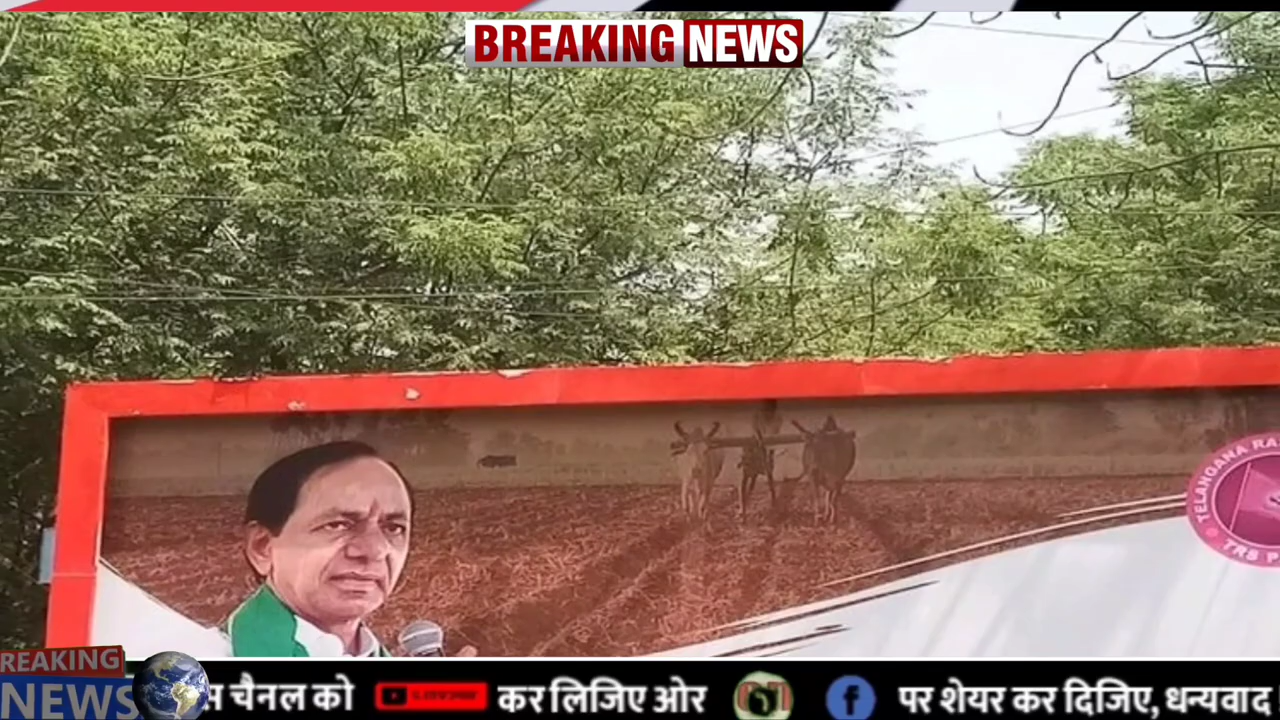 BREAKING NEWS
TELANGANA RA
TRS P
REAKING
NEWS
स चैनल को
कर लिजिए ओर
पर शेयर कर दिजिए, धन्यवाद